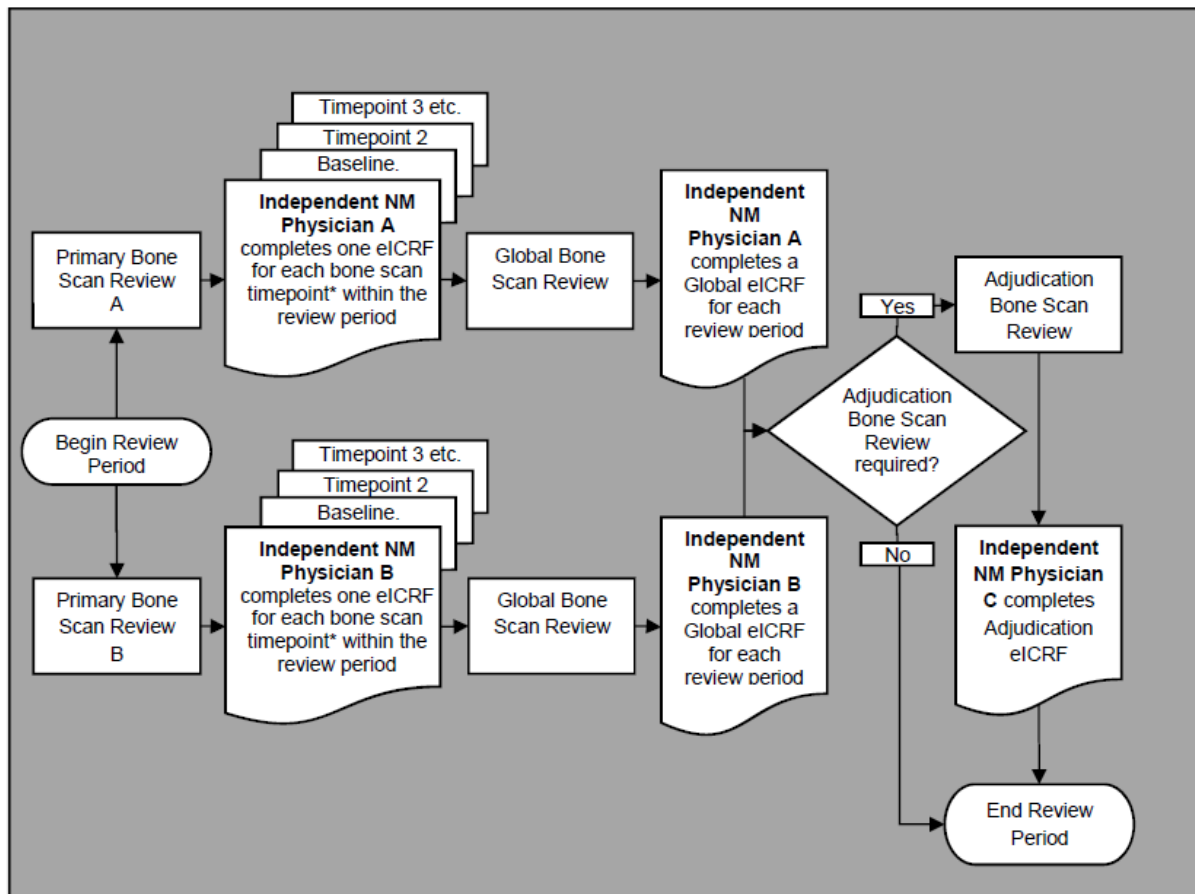 Timepoint 3 etc.
Timepoint 2
Baseline.
Independent NM
Physician A
completes one eICRF
for each bone scan
timepoint* within the
review period
Primary Bone
Scan Review
A
Global Bone
Scan Review
Independent
NM
Physician A
completes a
Global eICRF
for each
review period
Yes
Adjudication
Bone Scan
Review
Begin Review
Period
Adjudication
Bone Scan
Review
required?
Timepoint 3 etc.
Timepoint 2
Baseline.
Independent NM
Physician B
completes one eICRF
for each bone scan
timepoint* within the
review period
Primary Bone
Scan Review
B
Global Bone
Scan Review
Independent
NM
Physician B
completes a
Global eICRF
for each
review period
No
Independent
NM Physician
C completes
Adjudication
eICRF
End Review
Period